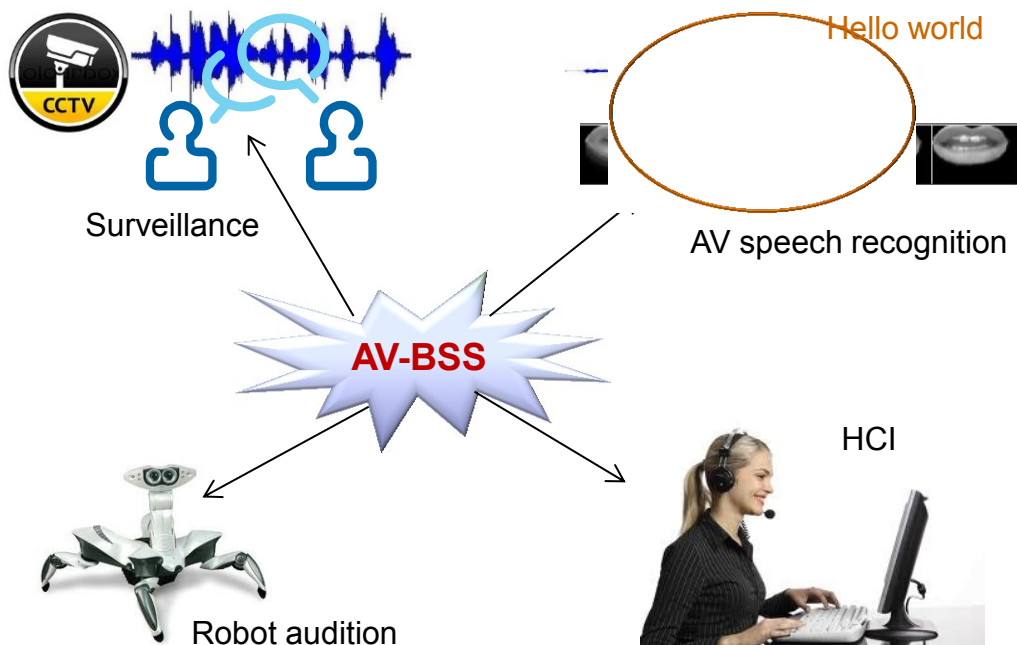 Hello world
CCTV
Surveillance
AV speech recognition
AV-BSS
HCI
Robot audition